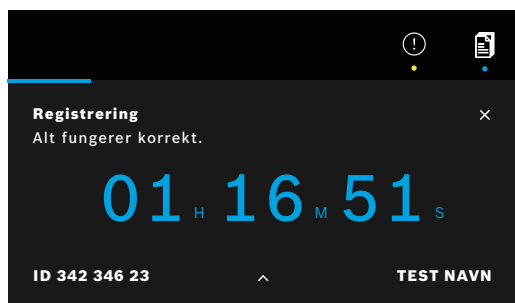 Registrering
Alt fungerer korrekt.
01 H 16 M 51 S
ID 342 346 23
TEST NAVN